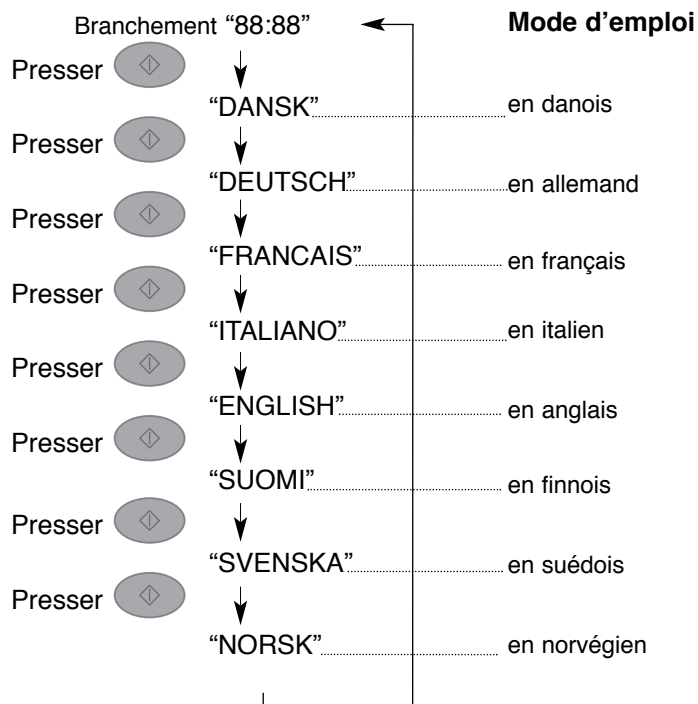 Branchement “88:88” Mode d’emploi
Presser
“DANSK” en danois
Presser
“DEUTSCH” en allemand
Presser
“FRANCAIS” en français
Presser
“ITALIANO” en italien
Presser
“ENGLISH” en anglais
Presser
“SUOMI” en finnois
Presser
“SVENSKA” en suédois
Presser
“NORSK” en norvégien